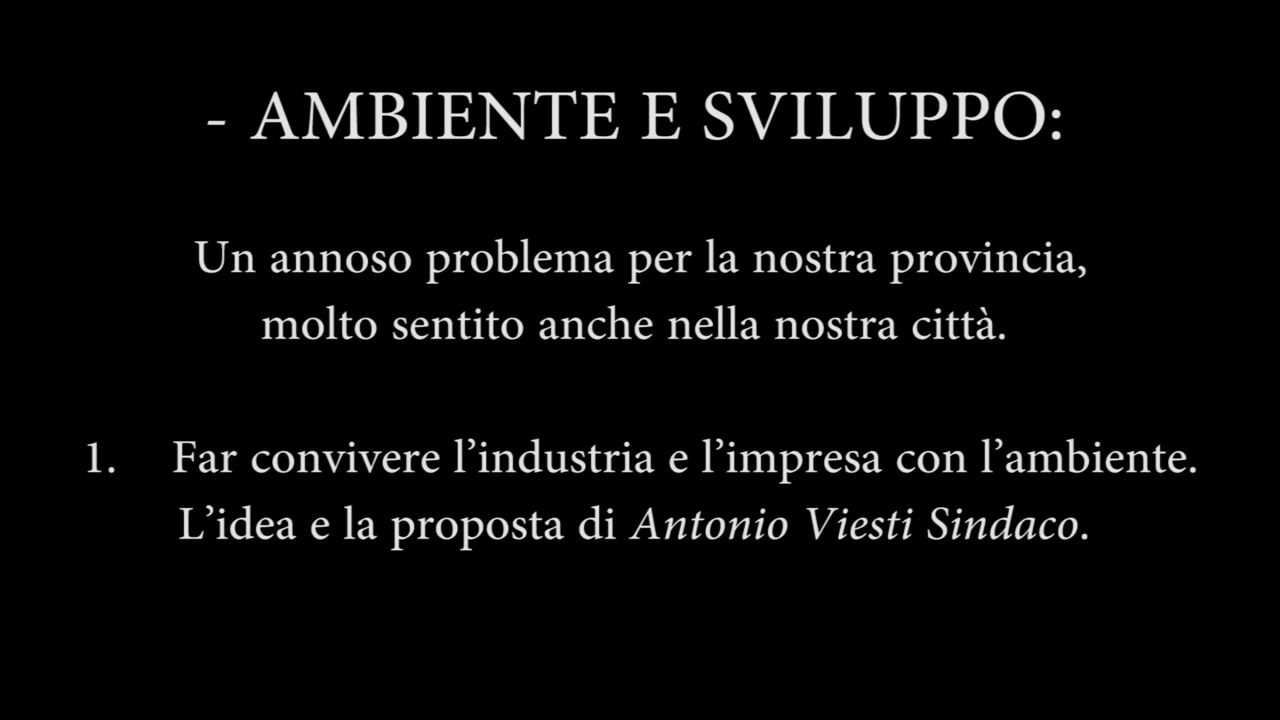 - AMBIENTE E SVILUPPO:
Un annoso problema per la nostra provincia,
molto sentito anche nella nostra città.
1. Far convivere l’industria e l’impresa con l’ambiente.
L’idea e la proposta di Antonio Viesti Sindaco.